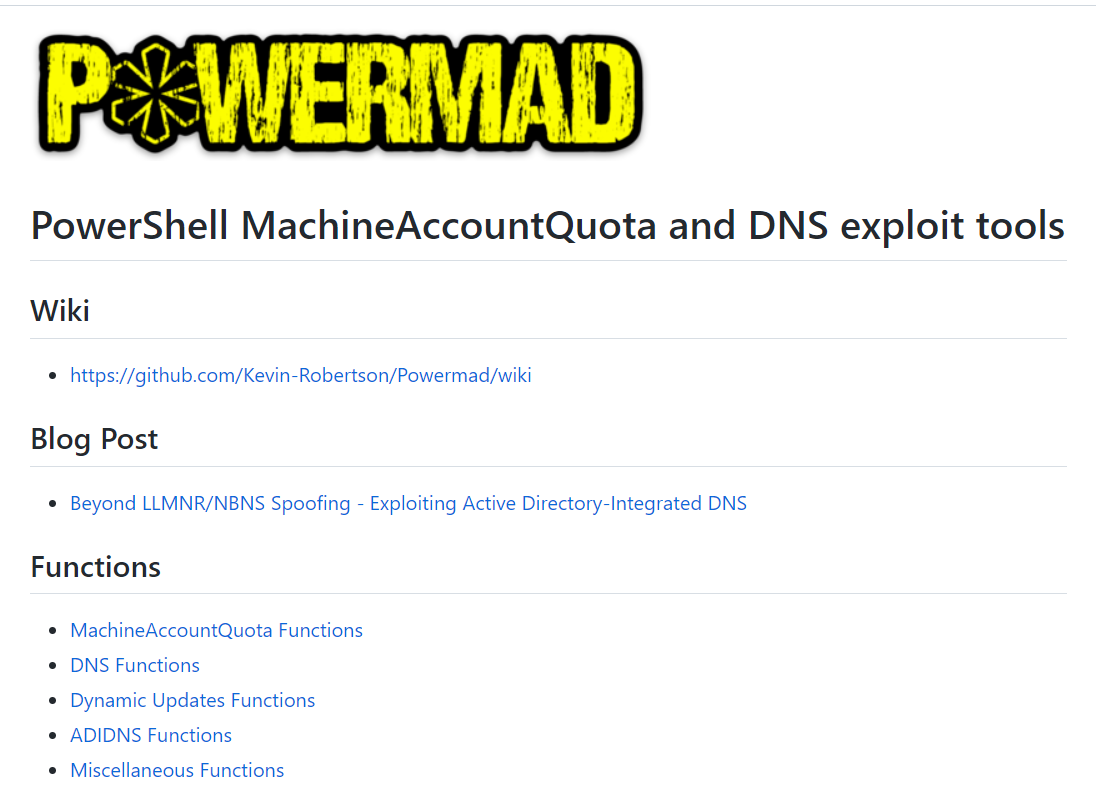 POWERMAD
PowerShell MachineAccountQuota and DNS exploit tools
Wiki
https://github.com/Kevin-Robertson/Powermad/wiki
Blog Post
Beyond LLMNR/NBNS Spoofing - Exploiting Active Directory-Integrated DNS
Functions
MachineAccountQuota Functions
DNS Functions
Dynamic Updates Functions
ADIDNS Functions
Miscellaneous Functions